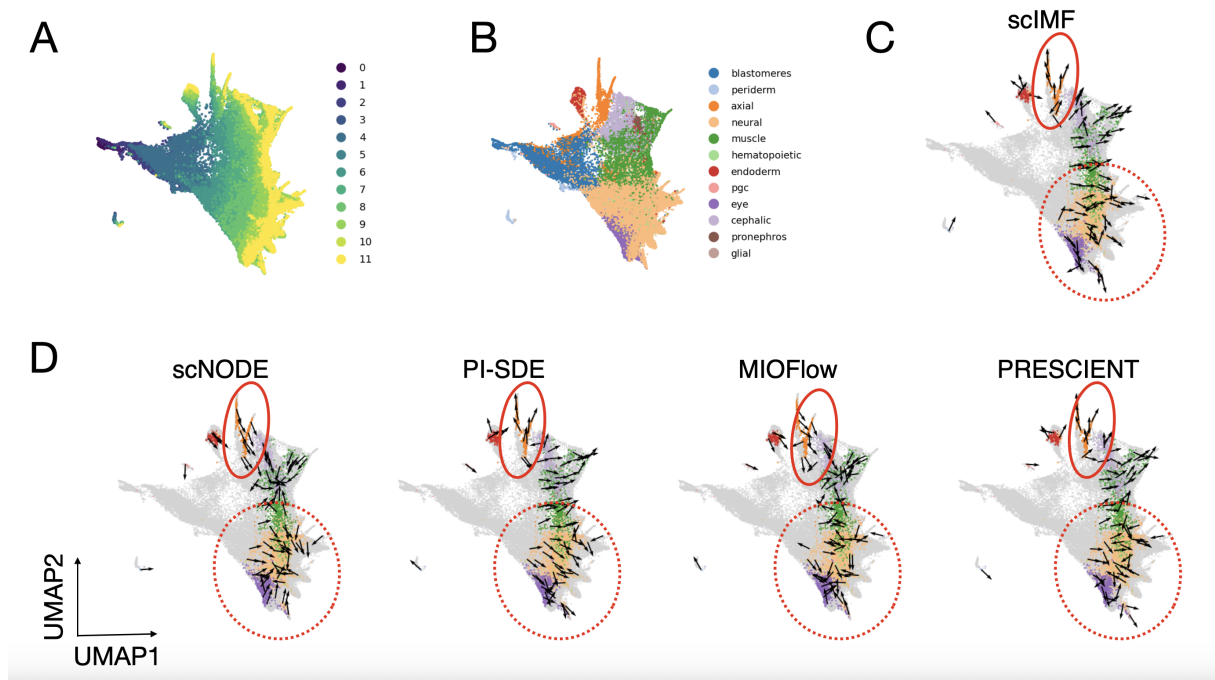 A
0
1
2
3
4
5
6
7
8
9
10
11
B
blastomeres
periderm
axial
neural
muscle
hematopoietic
endoderm
pgc
eye
cephalic
pronephros
glial
C
scIMF
D
scNODE
PI-SDE
MIOFlow
PRESCIENT
UMAP2
UMAP1